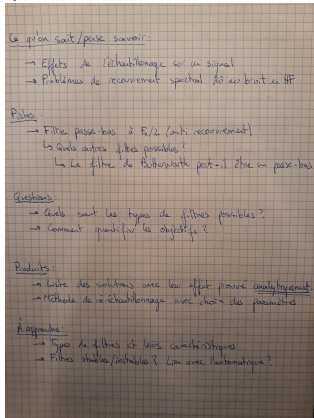 Ce qu'on sait/pense savoir :
→ Effets de l'échantillonage sur un signal
→ Problèmes de recouvrement spectral dû au bruit en HF
Pistes
→ Filtre passe-bas à Fe/2 (anti recouvrement)
↳ Quels autres filtres possibles ?
↳ Le filtre de Butterworth peut-il être un passe-bas
Questions
→ Quels sont les types de filtres possibles ?
→ Comment quantifier les objectifs ?
Produits :
→ Liste des solutions avec leur effet prouvé analytiquement
→ Méthode de ré-échantillonnage avec choix des paramètres
À apprendre :
→ Types de filtres et leurs caractéristiques
→ Filtres stables/instables ? Lien avec l'automatique ?